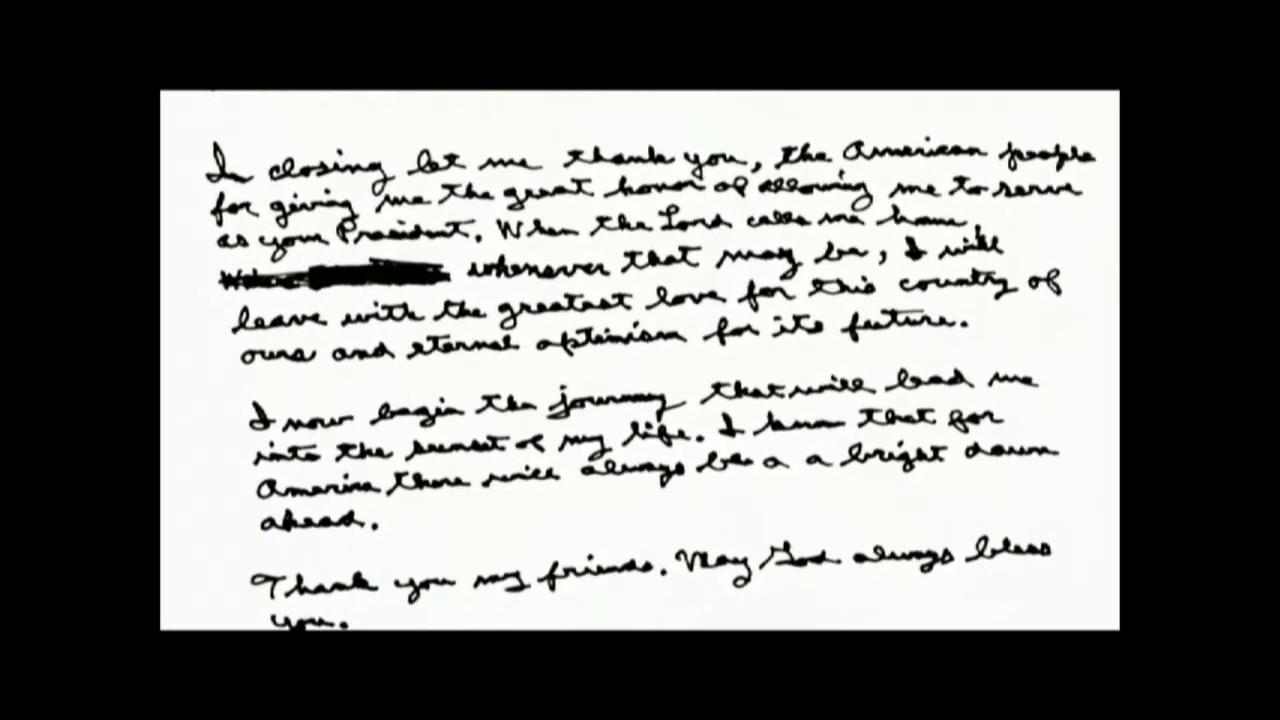 In closing let me thank you, the American people
for giving me the great honor of allowing me to serve
as your President. When the Lord calls me home,
whenever that may be, I will
leave with the greatest love for this country of
ours and eternal optimism for its future.
I now begin the journey that will lead me
into the sunset of my life. I know that for
America there will always be a a bright dawn
ahead.
Thank you my friends. May God always bless
you.